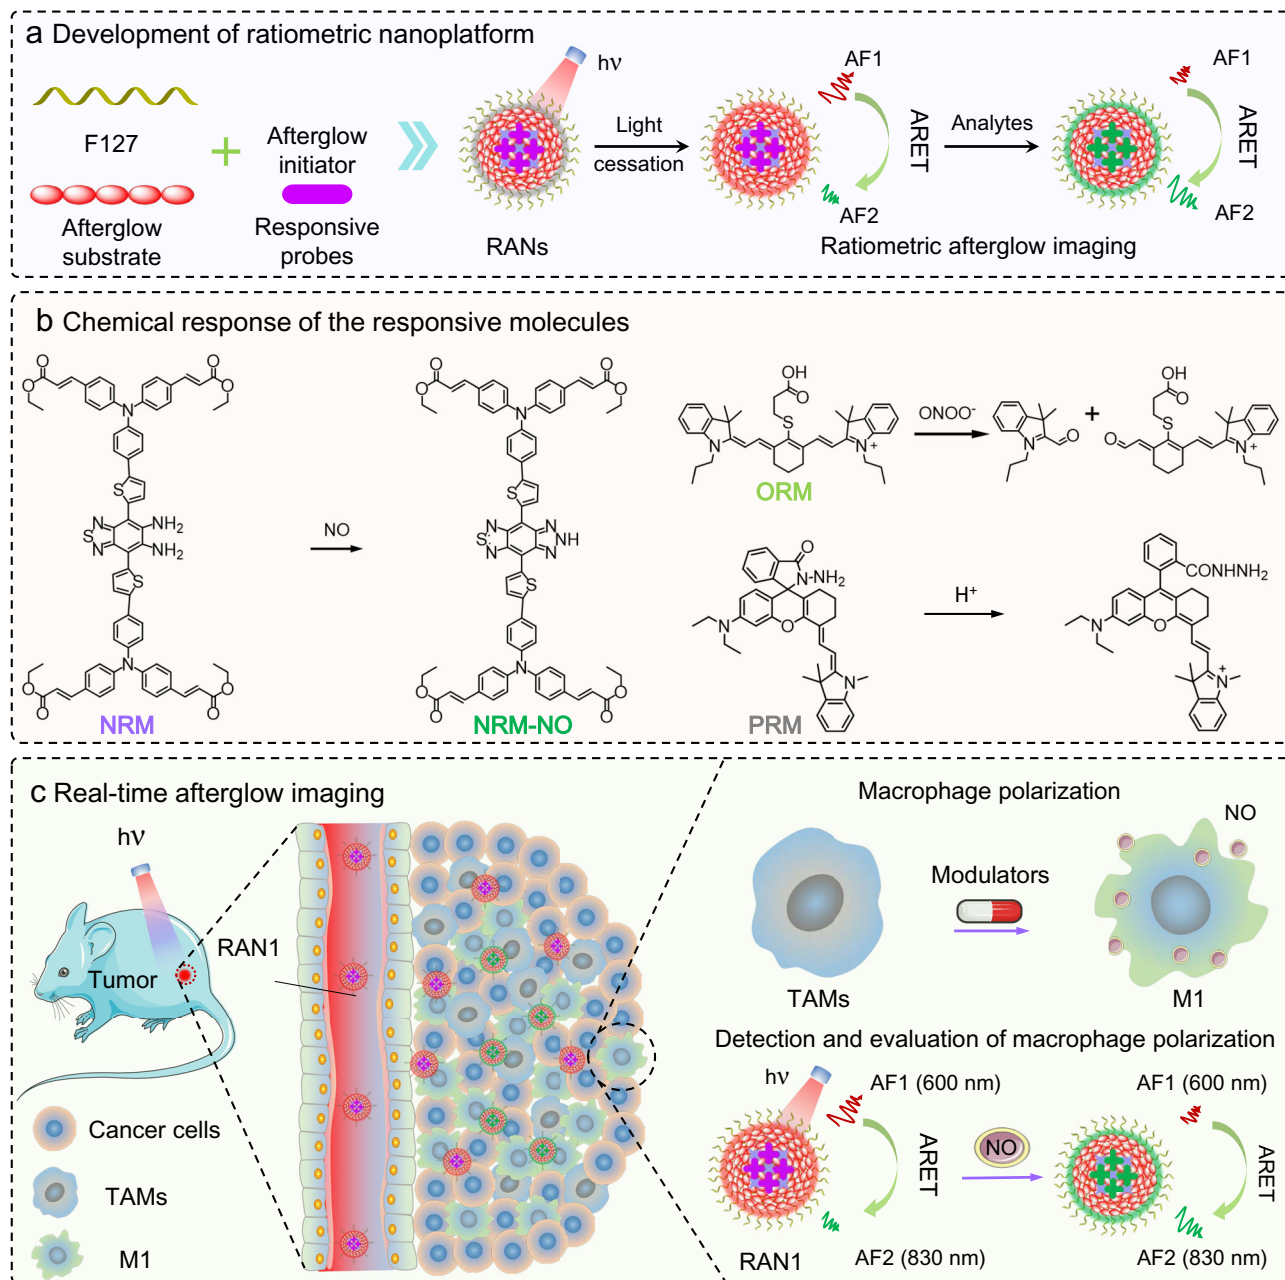 a Development of ratiometric nanoplatform
F127
+
Afterglow
initiator
Afterglow
substrate
Responsive
probes
hν
RANs
Light
cessation
AF1
ARET
AF2
Analytes
AF1
ARET
AF2
Ratiometric afterglow imaging
b Chemical response of the responsive molecules
O
O
O
O
N
S
N
S
N
NH2
NH2
S
N
O
O
O
O
NRM
NO
O
O
O
O
N
S
N
S
N
N
N
NH
S
N
O
O
O
O
NRM-NO
OH
O
S
N
N
+
ORM
ONOO-
N
O
+
OH
O
S
O
N
+
O
N-NH2
N
O
N
PRM
H+
CONHNH2
N
O
N
+
c Real-time afterglow imaging
hν
Tumor
RAN1
Cancer cells
TAMs
M1
Macrophage polarization
NO
Modulators
TAMs
M1
Detection and evaluation of macrophage polarization
hν
AF1 (600 nm)
ARET
AF2 (830 nm)
RAN1
NO
AF1 (600 nm)
ARET
AF2 (830 nm)